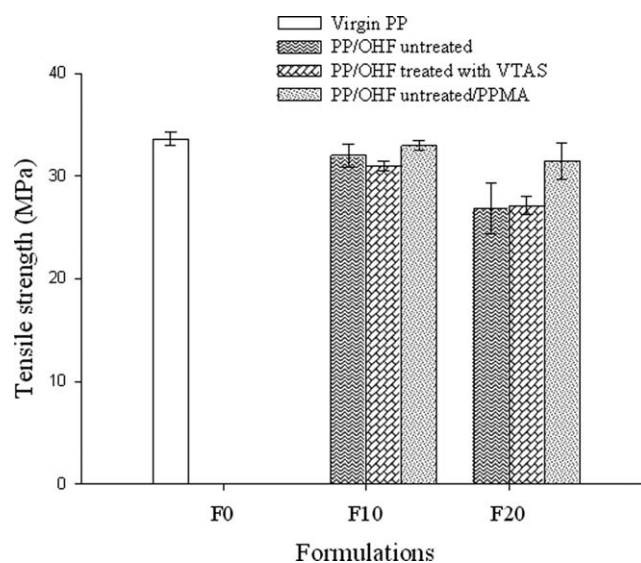 Virgin PP
PP/OHF untreated
PP/OHF treated with VTAS
PP/OHF untreated/PPMA
Tensile strength (MPa)
40
30
20
10
0
F0 F10 F20
Formulations